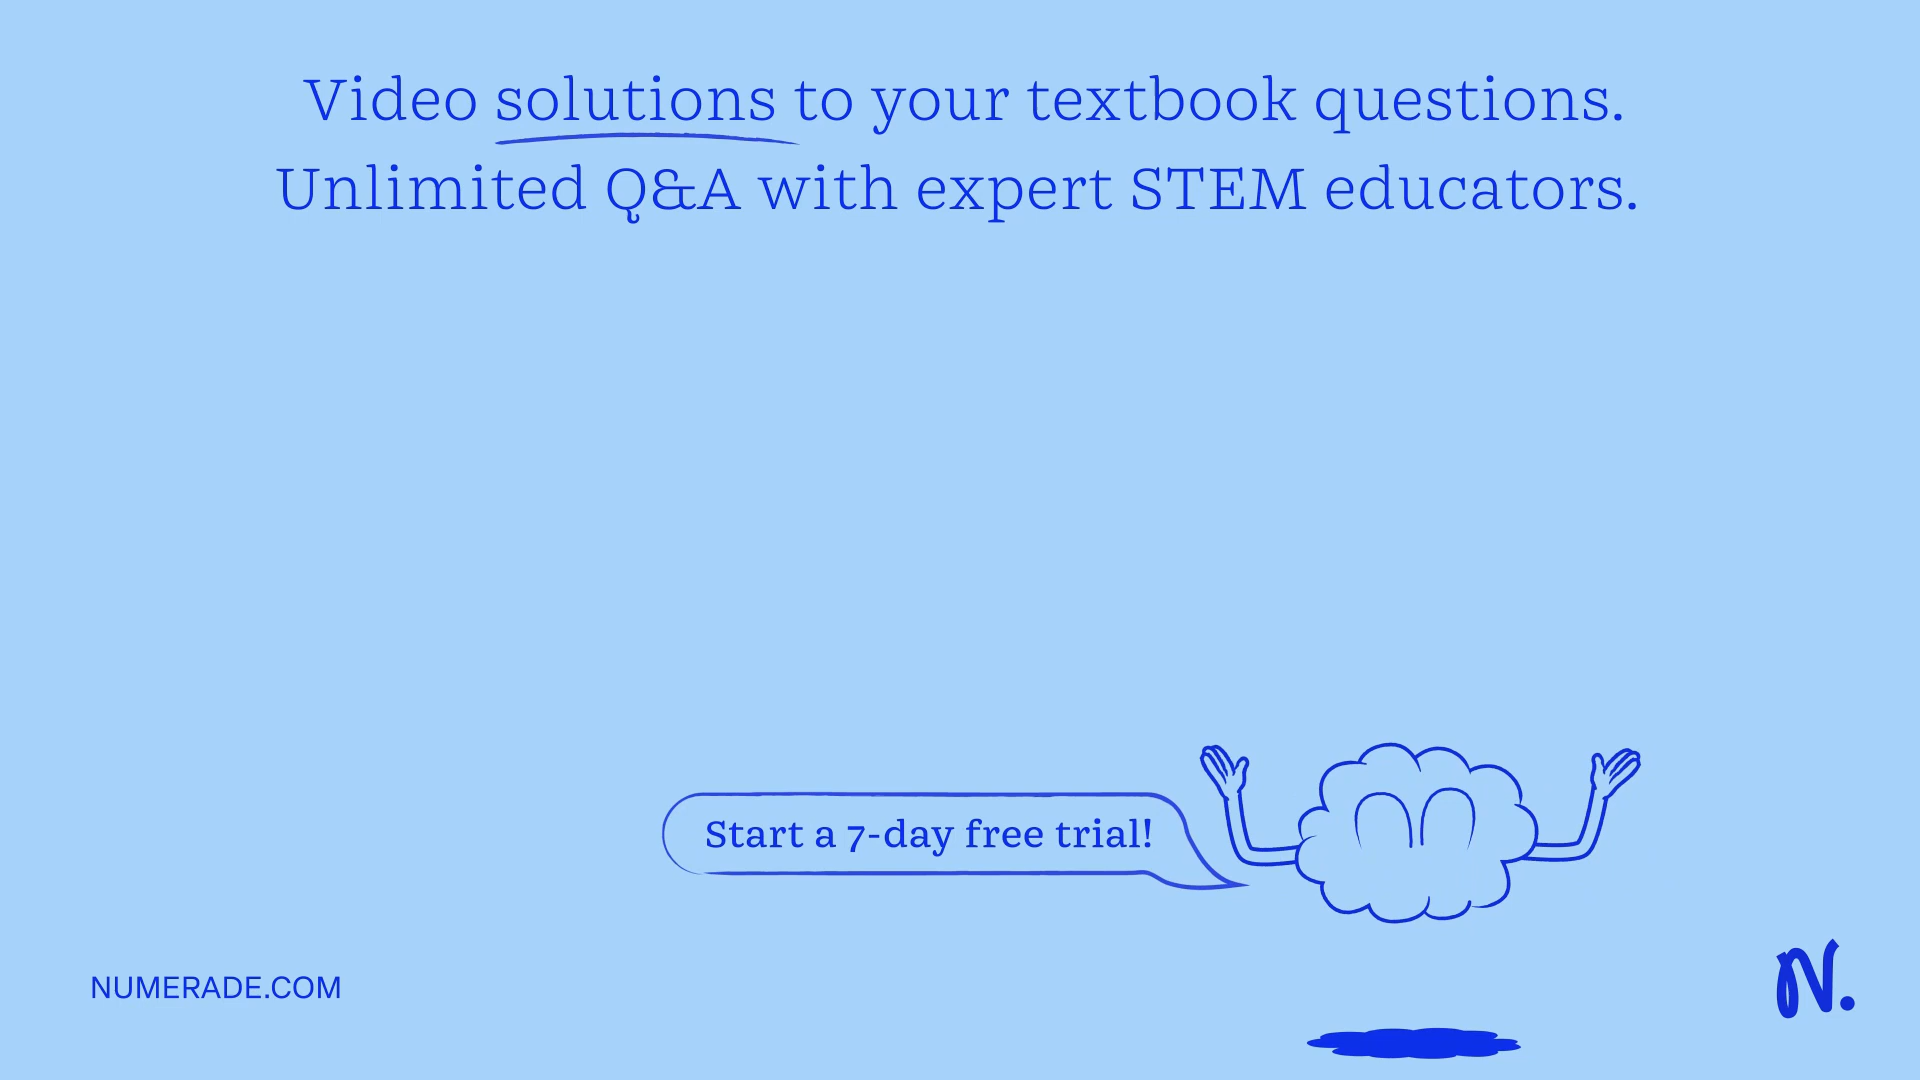 Video solutions to your textbook questions.
Unlimited Q&A with expert STEM educators.
Start a 7-day free trial!
NUMERADE.COM
N.